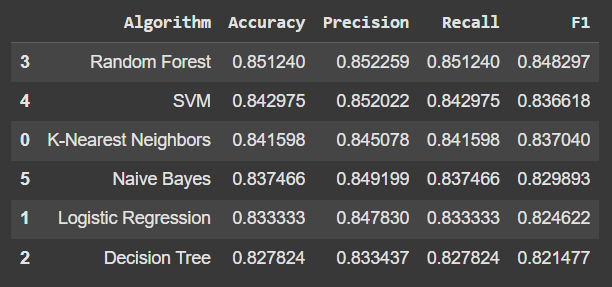 Algorithm Accuracy Precision Recall F1
3 Random Forest 0.851240 0.852259 0.851240 0.848297
4 SVM 0.842975 0.852022 0.842975 0.836618
0 K-Nearest Neighbors 0.841598 0.845078 0.841598 0.837040
5 Naive Bayes 0.837466 0.849199 0.837466 0.829893
1 Logistic Regression 0.833333 0.847830 0.833333 0.824622
2 Decision Tree 0.827824 0.833437 0.827824 0.821477